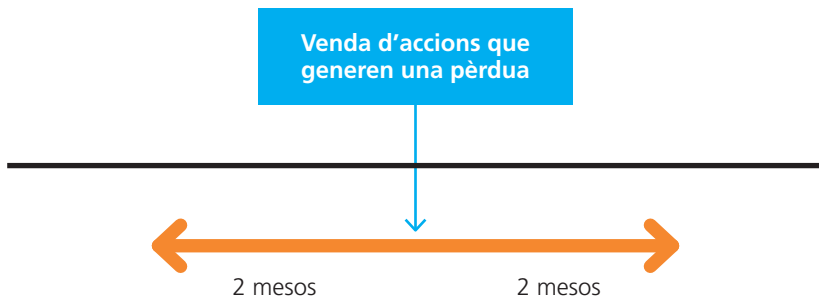 Venda d’accions que
generen una pèrdua
2 mesos
2 mesos